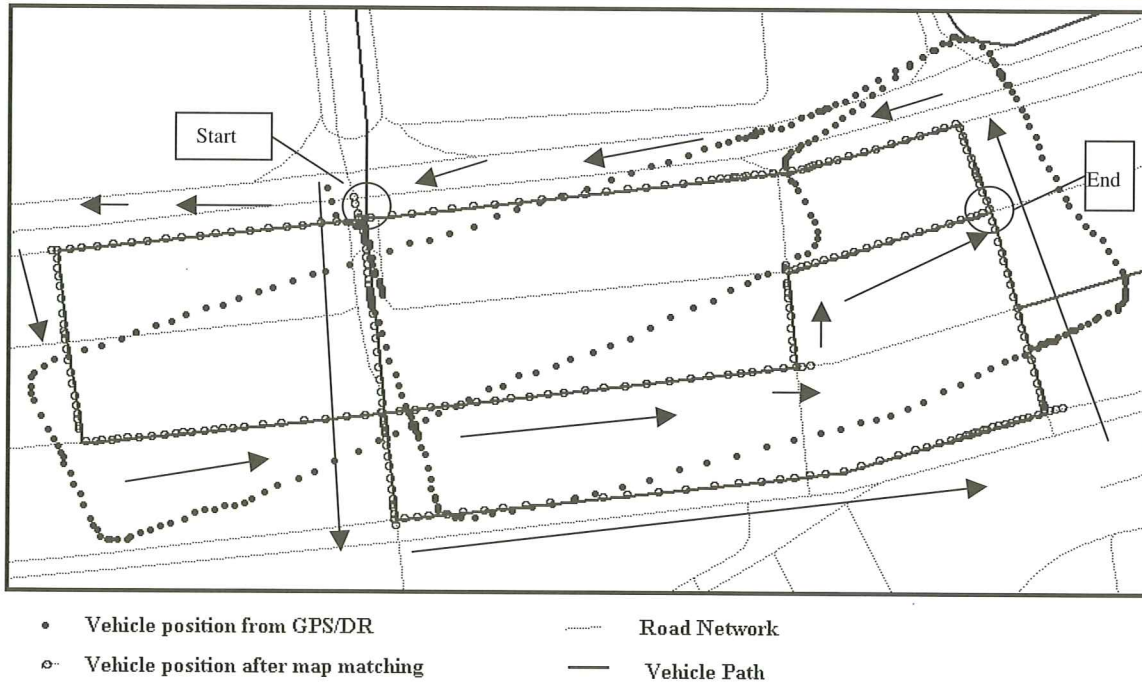 Start
End
Vehicle position from GPS/DR
Road Network
Vehicle position after map matching
Vehicle Path